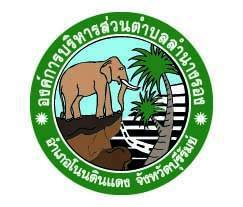 องค์การบริหารส่วนตำบลลำนางรอง
อำเภอโนนดินแดง จังหวัดบุรีรัมย์